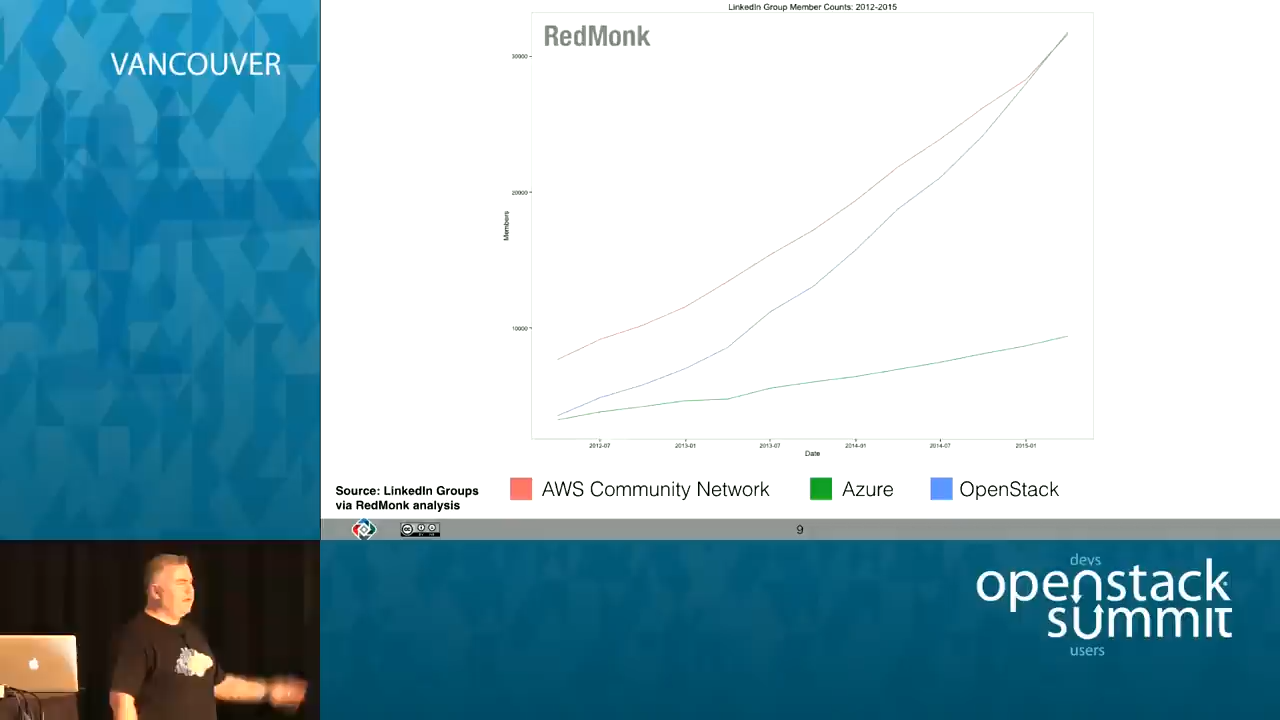 VANCOUVER
LinkedIn Group Member Counts: 2012-2015
RedMonk
30000
20000
10000
Members
2012-07
2013-01
2013-07
2014-01
2014-07
2015-01
Date
AWS Community Network
Azure
OpenStack
Source: LinkedIn Groups
via RedMonk analysis
9
devs
openstack
summit
users